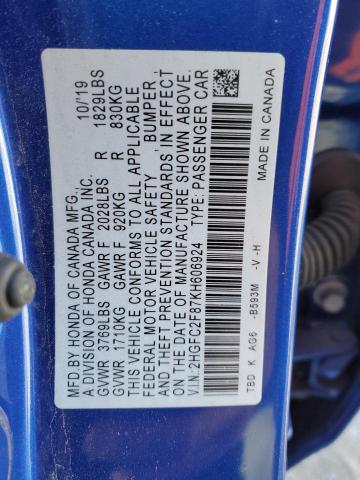 MFD BY HONDA OF CANADA MFG., 10/19
A DIVISION OF HONDA CANADA INC.
GVWR 3769LBS GAWR F 2028LBS R 1829LBS
GVWR 1710KG GAWR F 920KG R 830KG
THIS VEHICLE CONFORMS TO ALL APPLICABLE
FEDERAL MOTOR VEHICLE SAFETY , BUMPER,
AND THEFT PREVENTION STANDARDS IN EFFECT
ON THE DATE OF MANUFACTURE SHOWN ABOVE.
V.I.N.:2HGFC2F87KH606924 TYPE: PASSENGER CAR
TBD K AG6 -B593M -V -H MADE IN CANADA